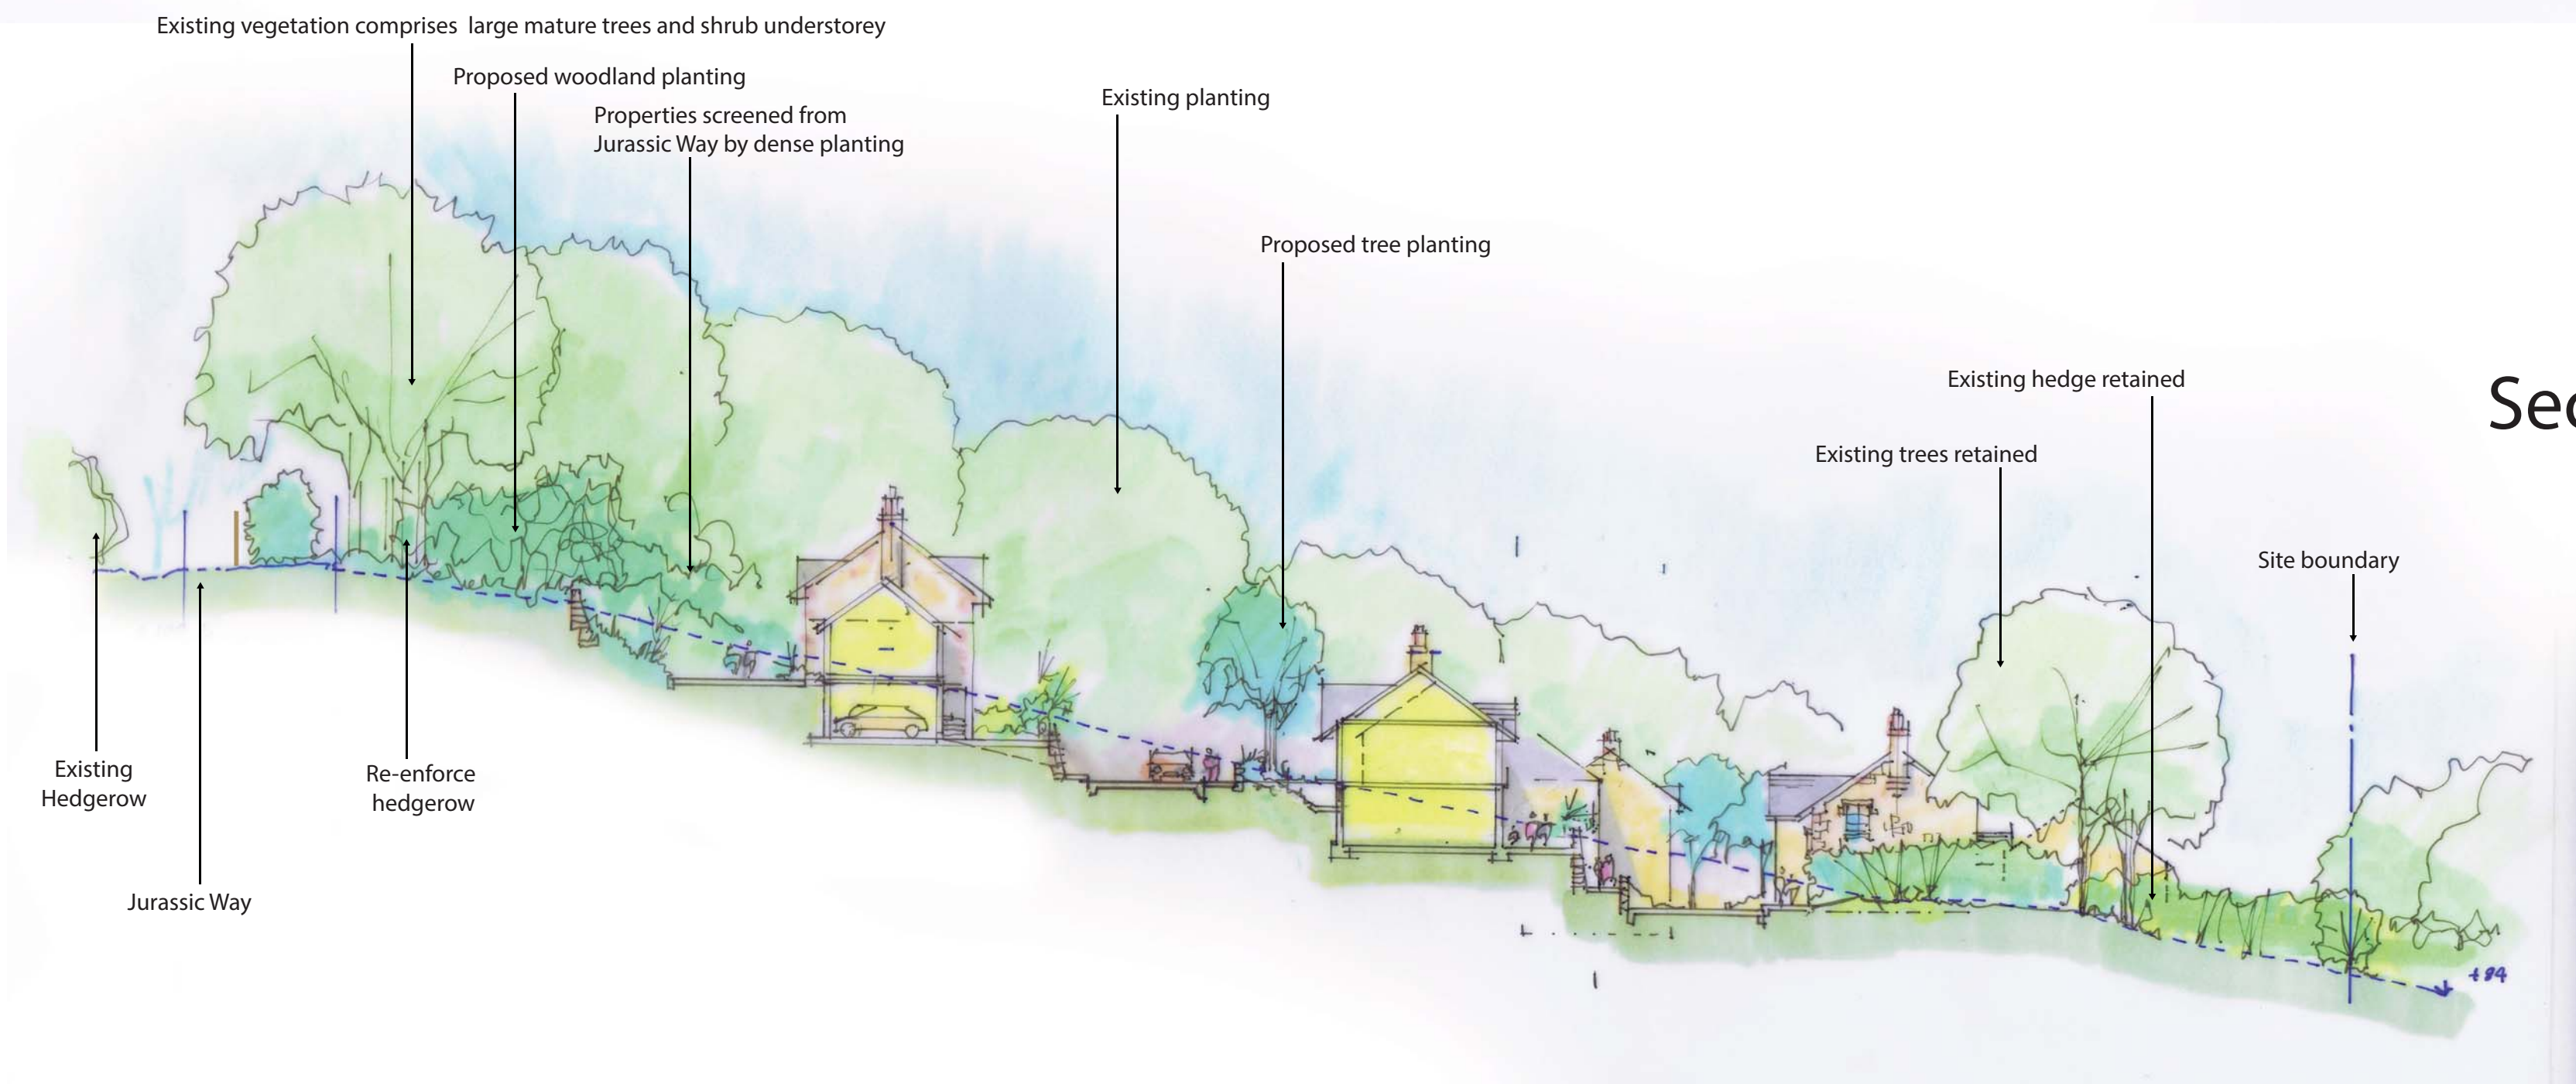 Existing vegetation comprises  large mature trees and shrub understorey
Proposed woodland planting
Properties screened from
Jurassic Way by dense planting
Existing planting
Proposed tree planting
Existing hedge retained
Sec
Existing trees retained
Site boundary
Existing
Hedgerow
Re-enforce
hedgerow
Jurassic Way
+84